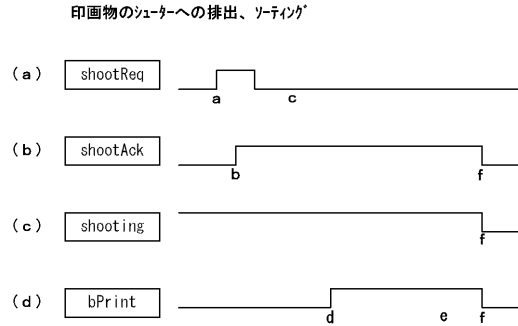 印画物のｼｭｰﾀｰへの排出、ｿｰﾃｨﾝｸﾞ
（a） shootReq
a c
（b） shootAck
b f
（c） shooting
f
（d） bPrint
d e f